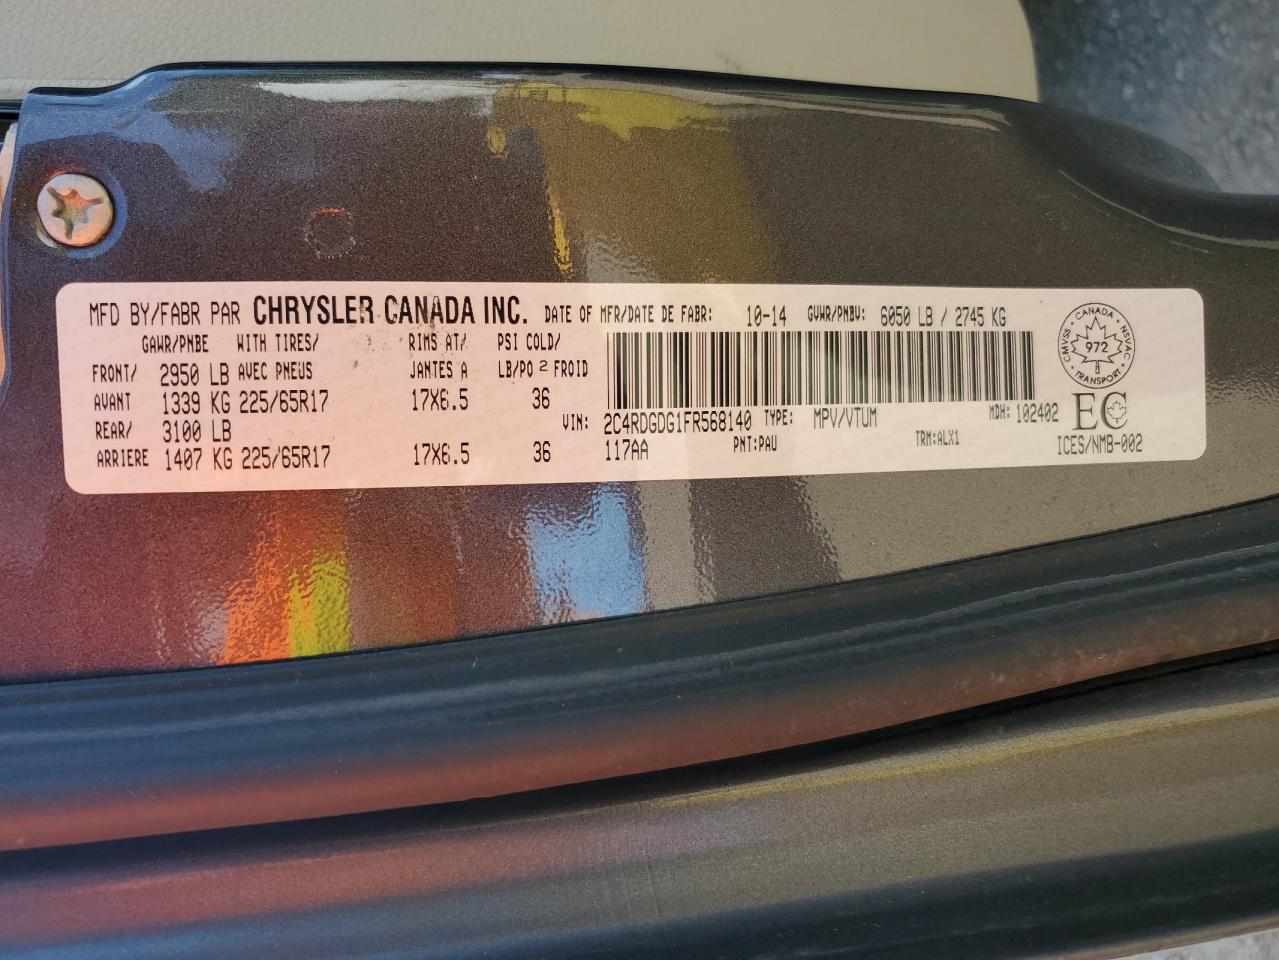 MFD BY/FABR PAR CHRYSLER CANADA INC. DATE OF MFR/DATE DE FABR: 10-14 GVWR/PNBV: 6050 LB / 2745 KG
GAWR/PNBE WITH TIRES/ RIMS AT/ PSI COLD/
FRONT/ 2950 LB AVEC PNEUS JANTES A LB/PO 2 FROID
AVANT 1339 KG 225/65R17 17X6.5 36
REAR/ 3100 LB VIN: 2C4RDGDG1FR568140 TYPE: MPV/VTUM MDH: 102402
ARRIERE 1407 KG 225/65R17 17X6.5 36 117AA PNT:PAU TRM:ALX1
CANADA
CMVSS 972 NSVAC
TRANSPORT
EC
ICES/NMB-002